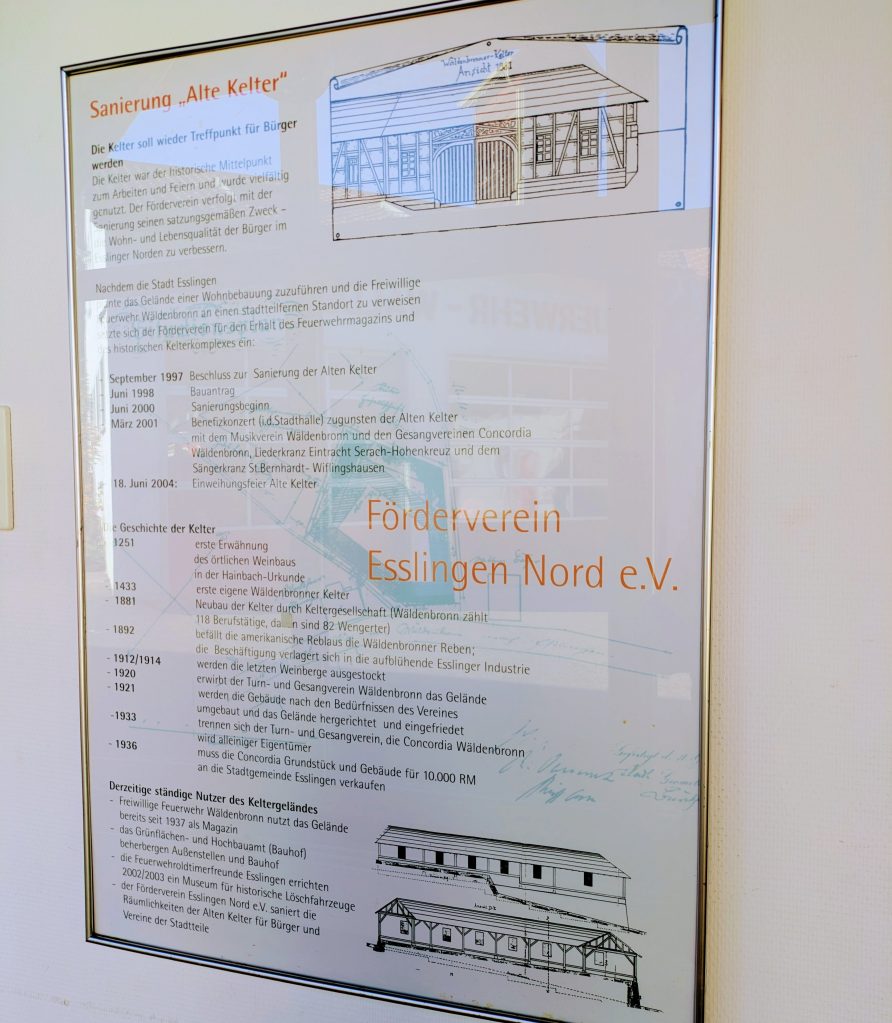 Sanierung „Alte Kelter“
Wäldenbronner-Kelter
Ansicht
Die Kelter soll wieder Treffpunkt für Bürger
werden
Die Kelter war der historische Mittelpunkt
zum Arbeiten und Feiern und wurde vielfältig
genutzt. Der Förderverein verfolgt mit der
Sanierung seinen satzungsgemäßen Zweck –
die Wohn- und Lebensqualität der Bürger im
Esslinger Norden zu verbessern.
Nachdem die Stadt Esslingen
das Gelände einer Wohnbebauung zuzuführen und die Freiwillige
Feuerwehr Wäldenbronn an einen stadtteilfernen Standort zu verweisen
setzte sich der Förderverein für den Erhalt des Feuerwehrmagazins und
des historischen Kelterkomplexes ein:
- September 1997 Beschluss zur Sanierung der Alten Kelter
- Juni 1998 Bauantrag
- Juni 2000 Sanierungsbeginn
- März 2001 Benefizkonzert (i.d.Stadthalle) zugunsten der Alten Kelter
mit dem Musikverein Wäldenbronn und den Gesangvereinen Concordia
Wäldenbronn, Liederkranz Eintracht Serach-Hohenkreuz und dem
Sängerkranz St.Bernhardt- Wiflingshausen
- 18. Juni 2004: Einweihungsfeier Alte Kelter
Förderverein
Esslingen Nord e.V.
Die Geschichte der Kelter
1251 erste Erwähnung
des örtlichen Weinbaus
in der Hainbach-Urkunde
- 1433 erste eigene Wäldenbronner Kelter
- 1881 Neubau der Kelter durch Keltergesellschaft (Wäldenbronn zählt
118 Berufstätige, davon sind 82 Wengerter)
- 1892 befällt die amerikanische Reblaus die Wäldenbronner Reben;
die Beschäftigung verlagert sich in die aufblühende Esslinger Industrie
- 1912/1914 werden die letzten Weinberge ausgestockt
- 1920 erwirbt der Turn- und Gesangverein Wäldenbronn das Gelände
- 1921 werden die Gebäude nach den Bedürfnissen des Vereines
umgebaut und das Gelände hergerichtet und eingefriedet
-1933 trennen sich der Turn- und Gesangverein, die Concordia Wäldenbronn
wird alleiniger Eigentümer
- 1936 muss die Concordia Grundstück und Gebäude für 10.000 RM
an die Stadtgemeinde Esslingen verkaufen
Derzeitige ständige Nutzer des Keltergeländes
- Freiwillige Feuerwehr Wäldenbronn nutzt das Gelände
bereits seit 1937 als Magazin
- das Grünflächen- und Hochbauamt (Bauhof)
beherbergen Außenstellen und Bauhof
- die Feuerwehroldtimerfreunde Esslingen errichten
2002/2003 ein Museum für historische Löschfahrzeuge
- der Förderverein Esslingen Nord e.V. saniert die
Räumlichkeiten der Alten Kelter für Bürger und
Vereine der Stadtteile